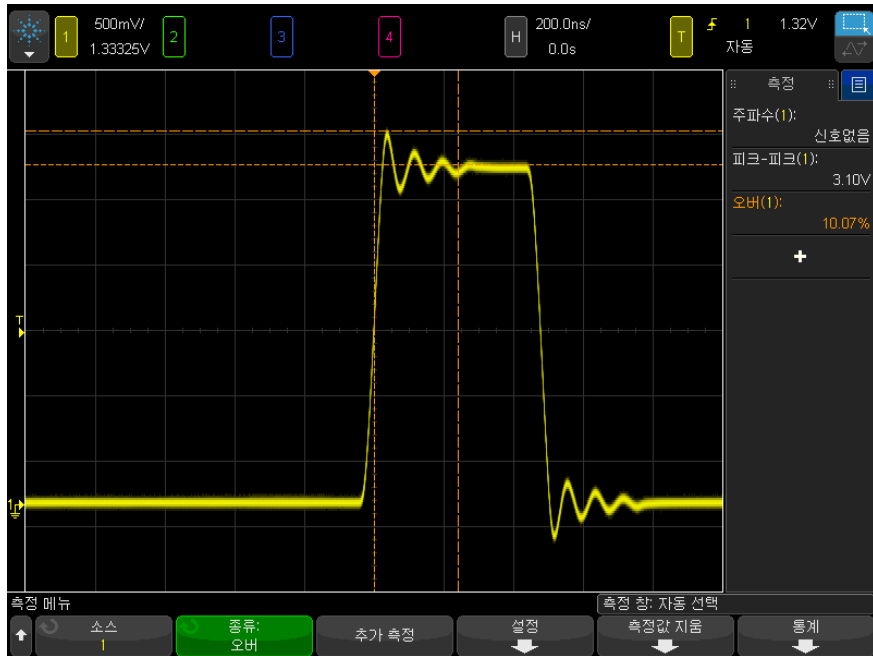 1 500mV/ 2 3 4 H 200.0ns/ T 1 1.32V
1.33325V 0.0s 자동
측정
주파수(1):
신호없음
피크-피크(1):
3.10V
오버(1):
10.07%
+
T
1
측정 메뉴
측정 창: 자동 선택
소스 종류: 추가 측정 설정 측정값 지움 통계
1 오버